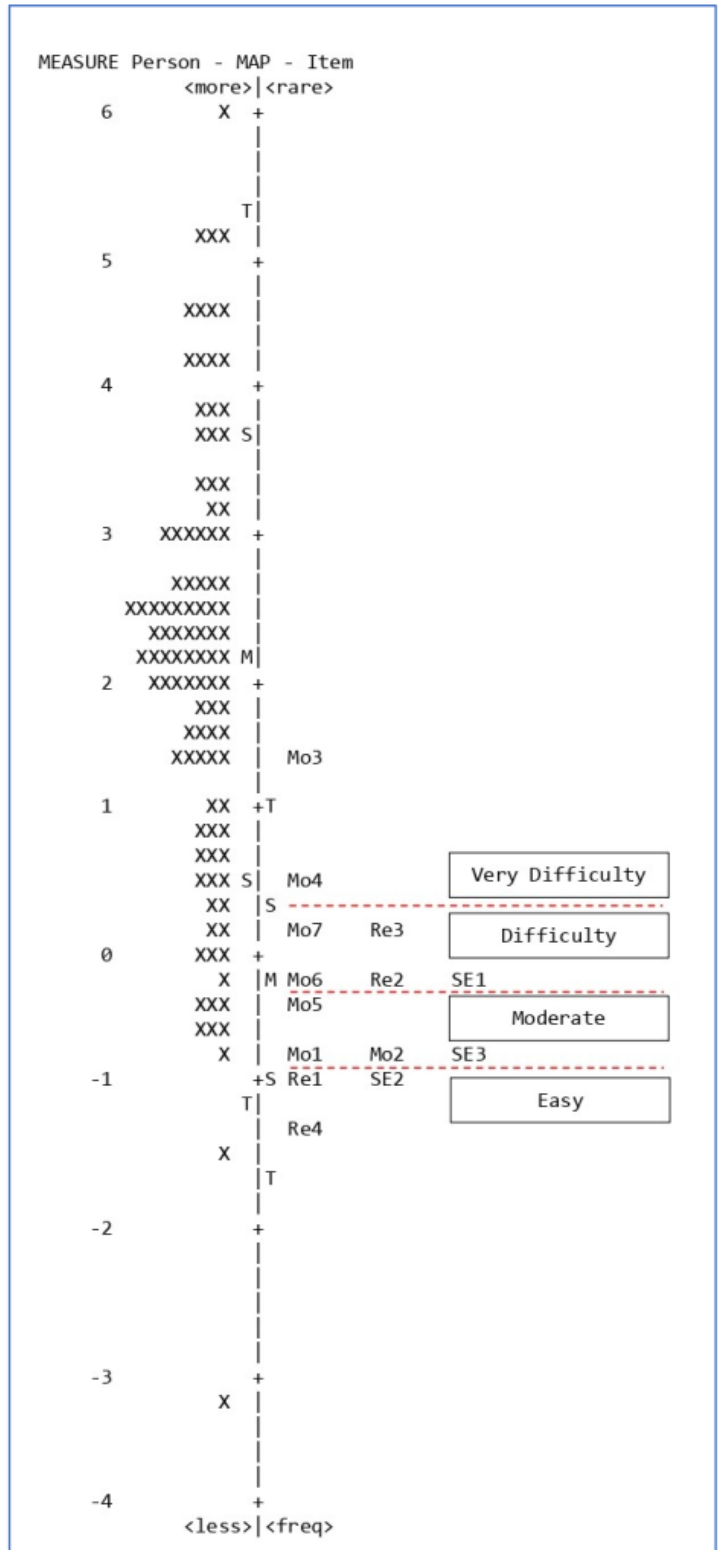 MEASURE Person - MAP - Item
<more>|<rare>
6 X +
|
|
|
T|
XXX |
5 +
|
XXXX |
|
XXXX |
4 +
XXX |
XXX S|
|
XXX |
XX |
3 XXXXXX +
|
XXXXX |
XXXXXXXXX |
XXXXXXX |
XXXXXXXX M|
2 XXXXXXX +
XXX |
XXXX |
XXXXX | Mo3
|
1 XX +T
XXX |
XXX |
XXX S| Mo4 Very Difficulty
XX |S
XX | Mo7 Re3 Difficulty
0 XXX +
X |M Mo6 Re2 SE1
XXX | Mo5
XXX | Moderate
X | Mo1 Mo2 SE3
-1 +S Re1 SE2
T| Easy
| Re4
X |
|T
|
-2 +
|
|
|
|
|
-3 +
X |
|
|
|
-4 +
<less>|<freq>